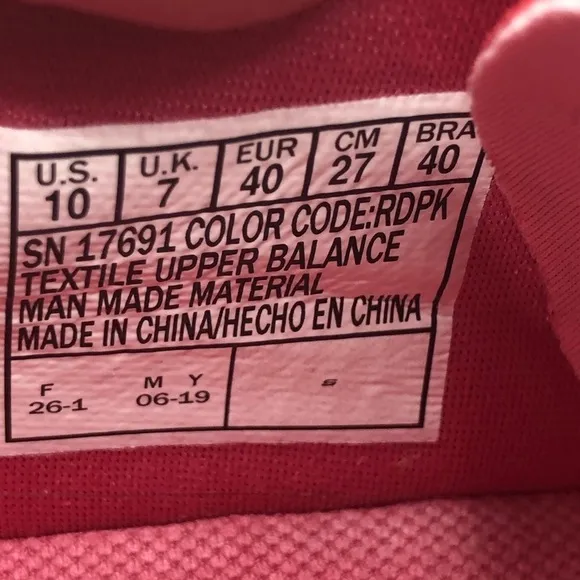 U.S. U.K. EUR CM BRA
10 7 40 27 40
SN 17691 COLOR CODE:RDPK
TEXTILE UPPER BALANCE
MAN MADE MATERIAL
MADE IN CHINA/HECHO EN CHINA
F M Y
26-1 06-19